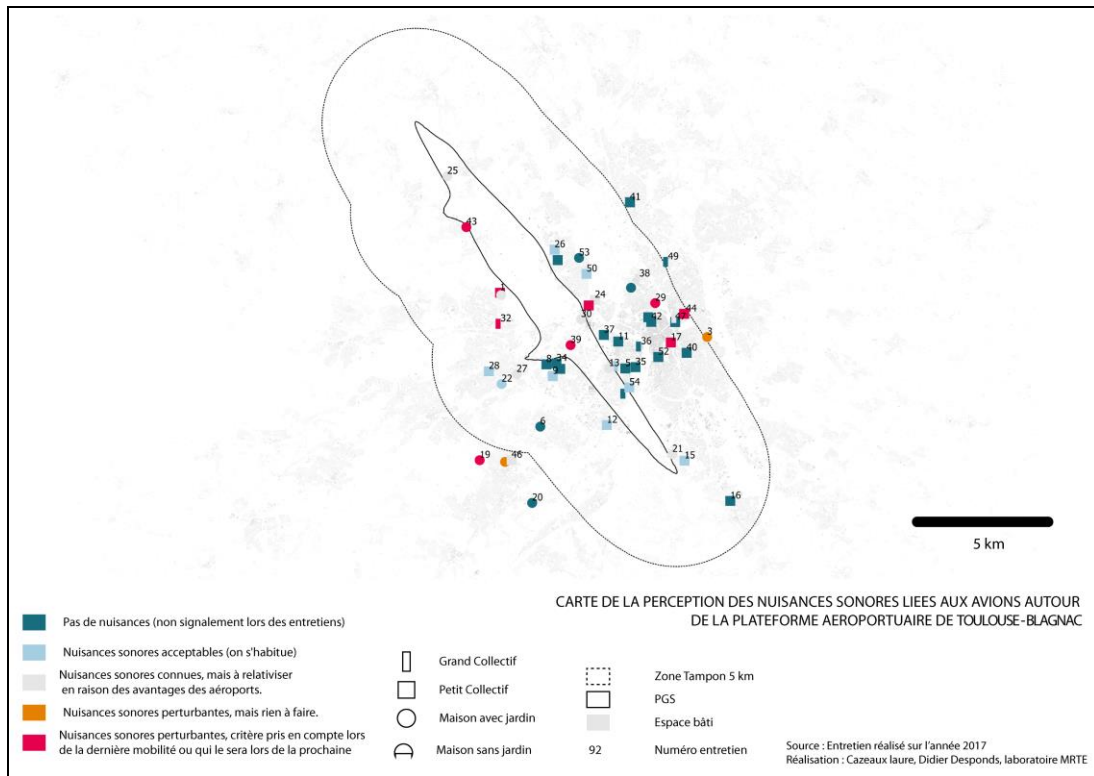 41
25
43
26
53
49
50
38
1
24
29
44
32
30
42
47
3
37
11
36
17
39
52
40
8
34
13
5
35
28
27
9
22
54
6
12
19
46
21
15
20
16
5 km
CARTE DE LA PERCEPTION DES NUISANCES SONORES LIEES AUX AVIONS AUTOUR
DE LA PLATEFORME AEROPORTUAIRE DE TOULOUSE-BLAGNAC
Pas de nuisances (non signalement lors des entretiens)
Nuisances sonores acceptables (on s'habitue)
Nuisances sonores connues, mais à relativiser
en raison des avantages des aéroports.
Nuisances sonores perturbantes, mais rien à faire.
Nuisances sonores perturbantes, critère pris en compte lors
de la dernière mobilité ou qui le sera lors de la prochaine
Grand Collectif
Petit Collectif
Maison avec jardin
Maison sans jardin
Zone Tampon 5 km
PGS
Espace bâti
92 Numéro entretien
Source : Entretien réalisé sur l'année 2017
Réalisation : Cazeaux laure, Didier Desponds, laboratoire MRTE